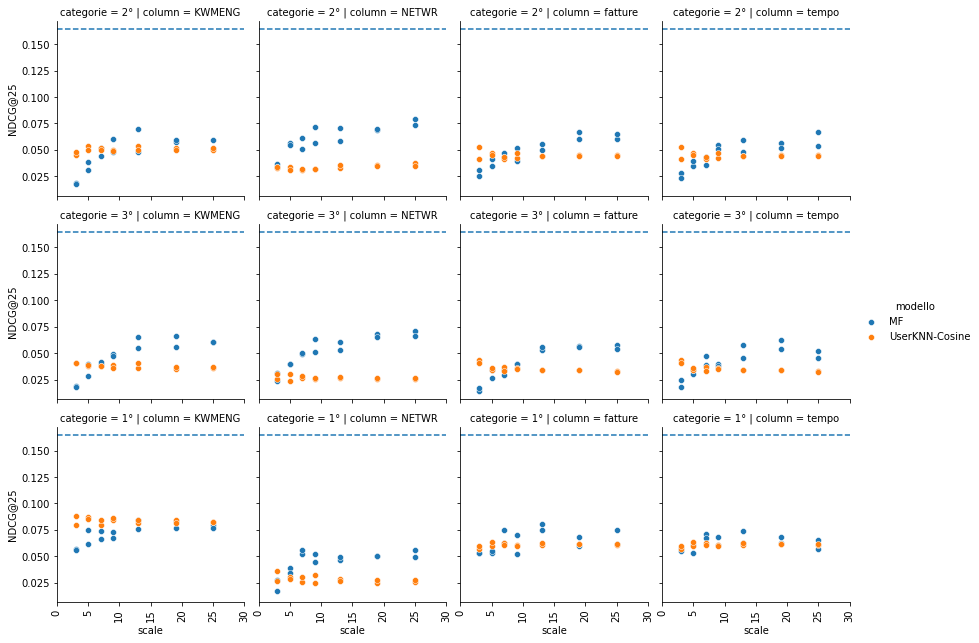 categorie = 2° | column = KWMENG
categorie = 2° | column = NETWR
categorie = 2° | column = fatture
categorie = 2° | column = tempo
0.150
0.125
0.100
0.075
0.050
0.025
NDCG@25
categorie = 3° | column = KWMENG
categorie = 3° | column = NETWR
categorie = 3° | column = fatture
categorie = 3° | column = tempo
0.150
0.125
0.100
0.075
0.050
0.025
NDCG@25
modello
MF
UserKNN-Cosine
categorie = 1° | column = KWMENG
categorie = 1° | column = NETWR
categorie = 1° | column = fatture
categorie = 1° | column = tempo
0.150
0.125
0.100
0.075
0.050
0.025
NDCG@25
0 5 10 15 20 25 30
0 5 10 15 20 25 30
0 5 10 15 20 25 30
0 5 10 15 20 25 30
scale
scale
scale
scale